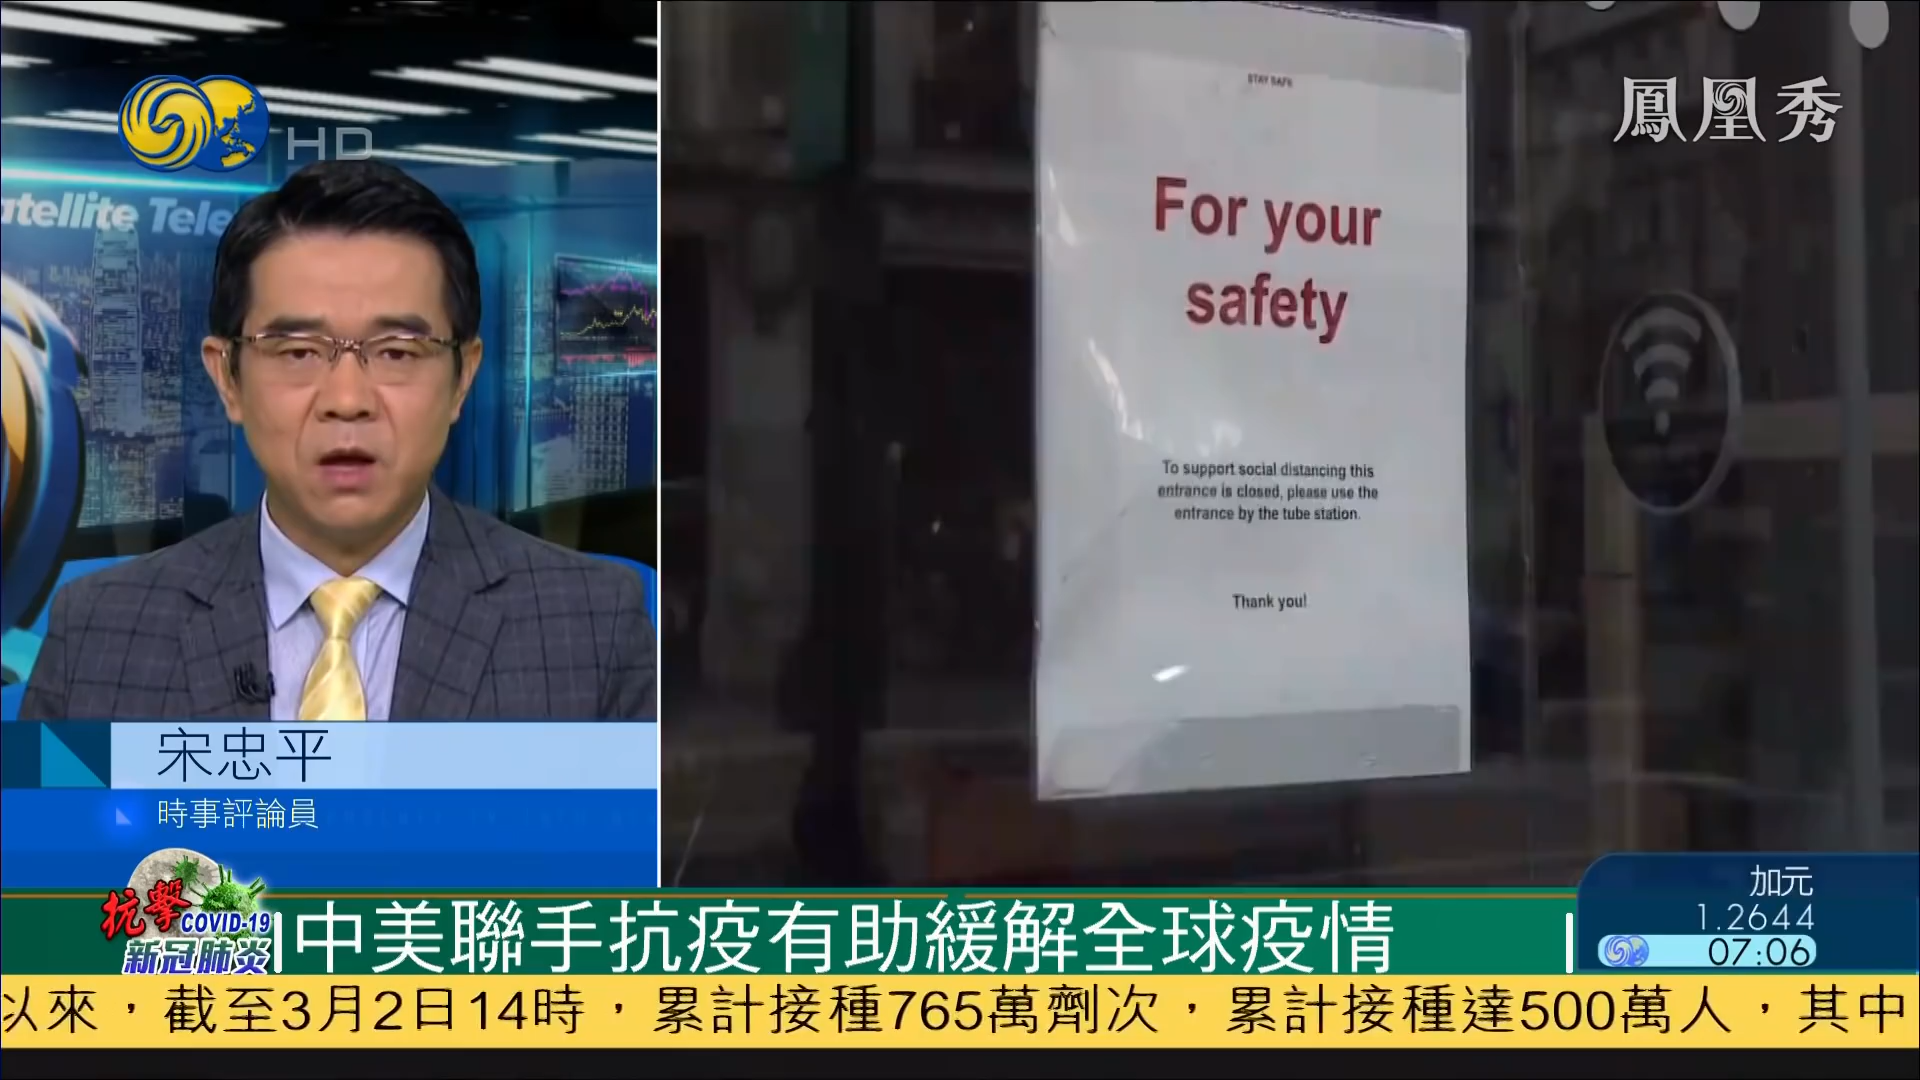 HD
鳳凰秀
atellite Tele
STAY SAFE
For your
safety
To support social distancing this
entrance is closed, please use the
entrance by the tube station.
Thank you!
宋忠平
時事評論員
抗擊
COVID-19
新冠肺炎
中美聯手抗疫有助緩解全球疫情
加元
1.2644
07:06
以來，截至3月2日14時，累計接種765萬劑次，累計接種達500萬人，其中